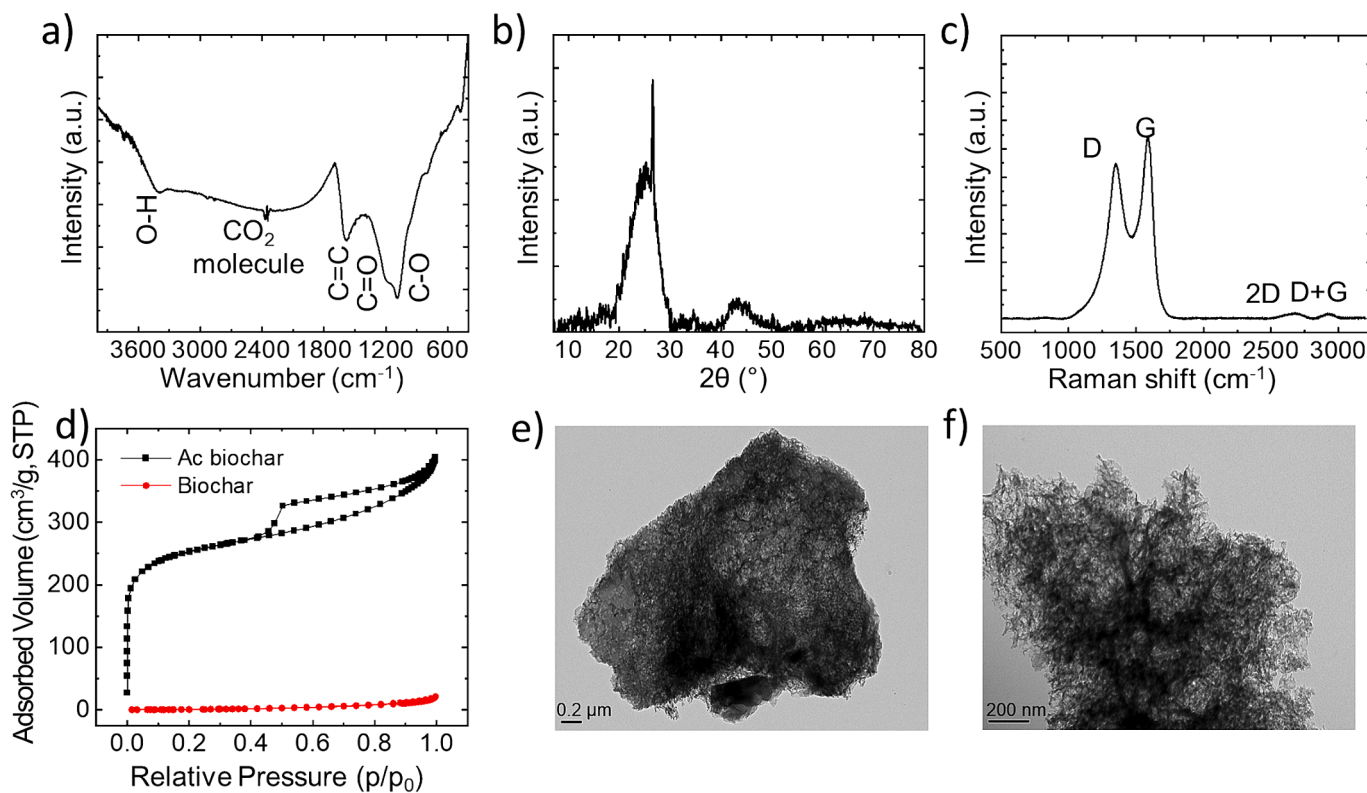 a)
Intensity (a.u.)
O-H
CO₂
molecule
C=C
C=O
C-O
3600 3000 2400 1800 1200 600
Wavenumber (cm⁻¹)
b)
Intensity (a.u.)
10 20 30 40 50 60 70 80
2θ (°)
c)
Intensity (a.u.)
D
G
2D D+G
500 1000 1500 2000 2500 3000
Raman shift (cm⁻¹)
d)
Adsorbed Volume (cm³/g, STP)
400
300
200
100
0
Ac biochar
Biochar
0.0 0.2 0.4 0.6 0.8 1.0
Relative Pressure (p/p₀)
e)
0.2 µm
f)
200 nm